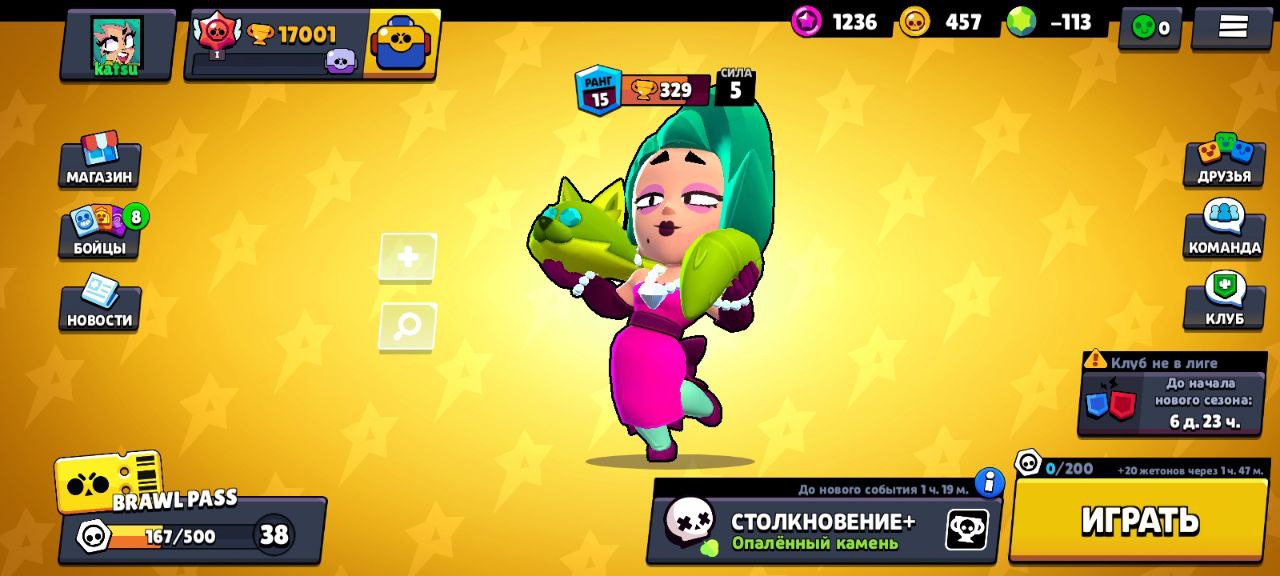 katsu
I
17001
1236
457
-113
0
РАНГ
15
329
СИЛА
5
МАГАЗИН
8
БОЙЦЫ
НОВОСТИ
ДРУЗЬЯ
КОМАНДА
КЛУБ
Клуб не в лиге
До начала
нового сезона:
6 д. 23 ч.
BRAWL PASS
167/500
38
До нового события 1 ч. 19 м.
i
СТОЛКНОВЕНИЕ+
Опалённый камень
0/200
+20 жетонов через 1 ч. 47 м.
ИГРАТЬ